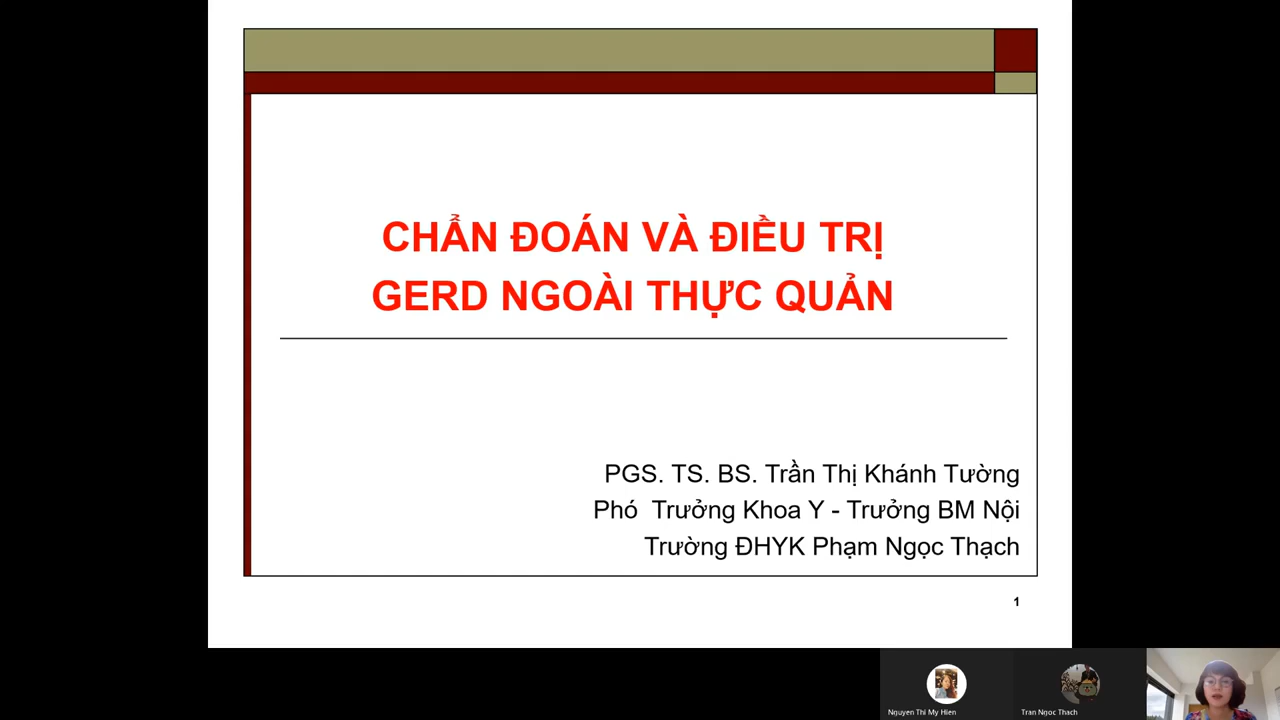 CHẨN ĐOÁN VÀ ĐIỀU TRỊ
GERD NGOÀI THỰC QUẢN
PGS. TS. BS. Trần Thị Khánh Tường
Phó Trưởng Khoa Y - Trưởng BM Nội
Trường ĐHYK Phạm Ngọc Thạch
1
Nguyen Thi My Hien
Tran Ngoc Thach